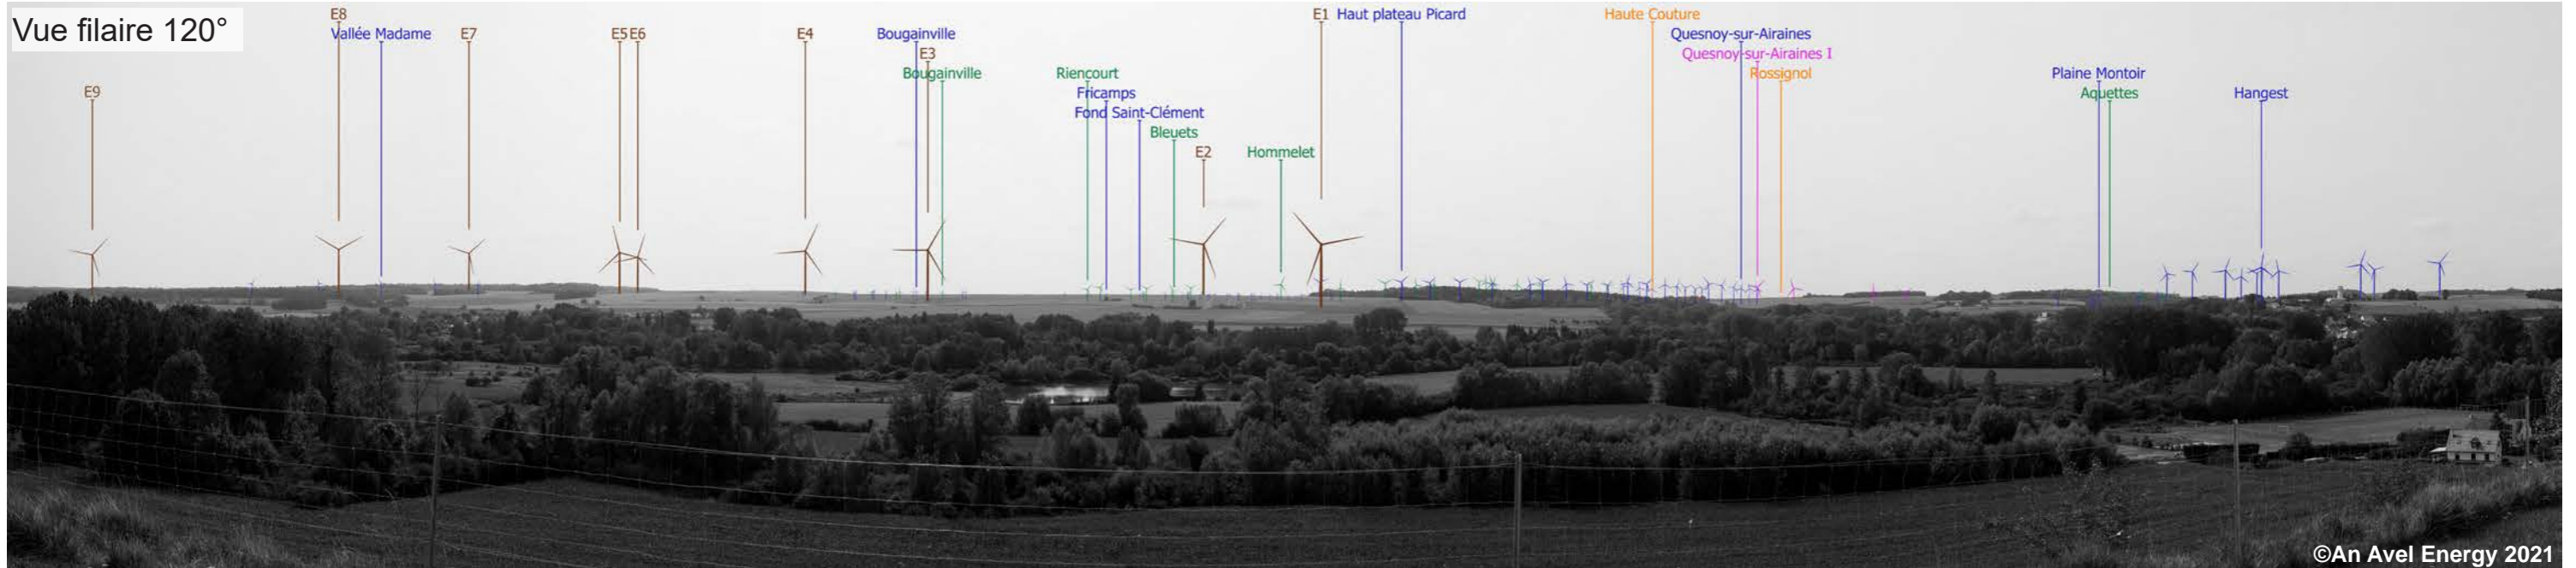 Vue filaire 120°
E8
Vallée Madame
E7
E5 E6
E4
Bougainville
E3
Bougainville
E9
Riencourt
Fricamps
Fond Saint-Clément
Bleuets
E2
Hommelet
E1
Haut plateau Picard
Haute Couture
Quesnoy-sur-Airaines
Quesnoy-sur-Airaines I
Rossignol
Plaine Montoir
Aquettes
Hangest
©An Avel Energy 2021